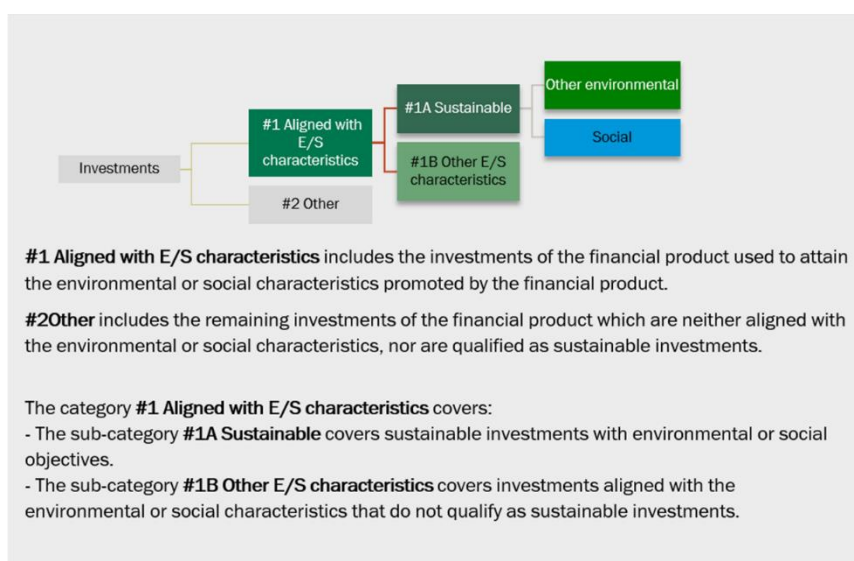 Other environmental
#1A Sustainable
#1 Aligned with
E/S
characteristics
Social
Investments
#1B Other E/S
characteristics
#2 Other
#1 Aligned with E/S characteristics includes the investments of the financial product used to attain
the environmental or social characteristics promoted by the financial product.
#2Other includes the remaining investments of the financial product which are neither aligned with
the environmental or social characteristics, nor are qualified as sustainable investments.
The category #1 Aligned with E/S characteristics covers:
- The sub-category #1A Sustainable covers sustainable investments with environmental or social
objectives.
- The sub-category #1B Other E/S characteristics covers investments aligned with the
environmental or social characteristics that do not qualify as sustainable investments.